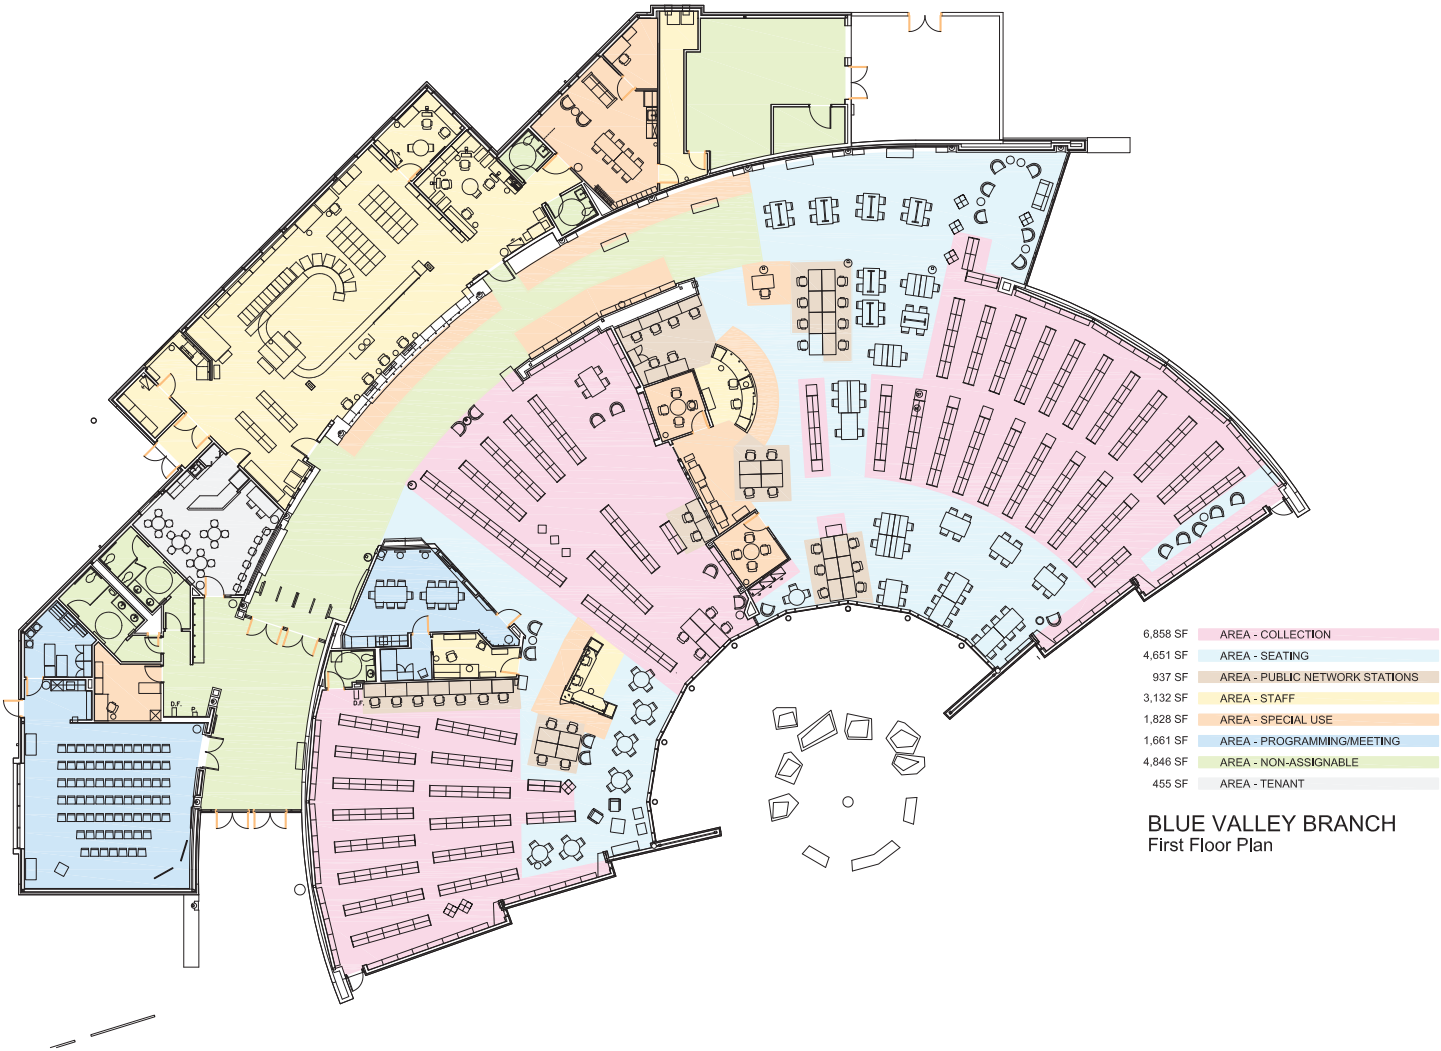 6,858 SF AREA - COLLECTION
4,651 SF AREA - SEATING
937 SF AREA - PUBLIC NETWORK STATIONS
3,132 SF AREA - STAFF
1,828 SF AREA - SPECIAL USE
1,661 SF AREA - PROGRAMMING/MEETING
4,846 SF AREA - NON-ASSIGNABLE
455 SF AREA - TENANT
D.F.
D.F.
P.
BLUE VALLEY BRANCH
First Floor Plan